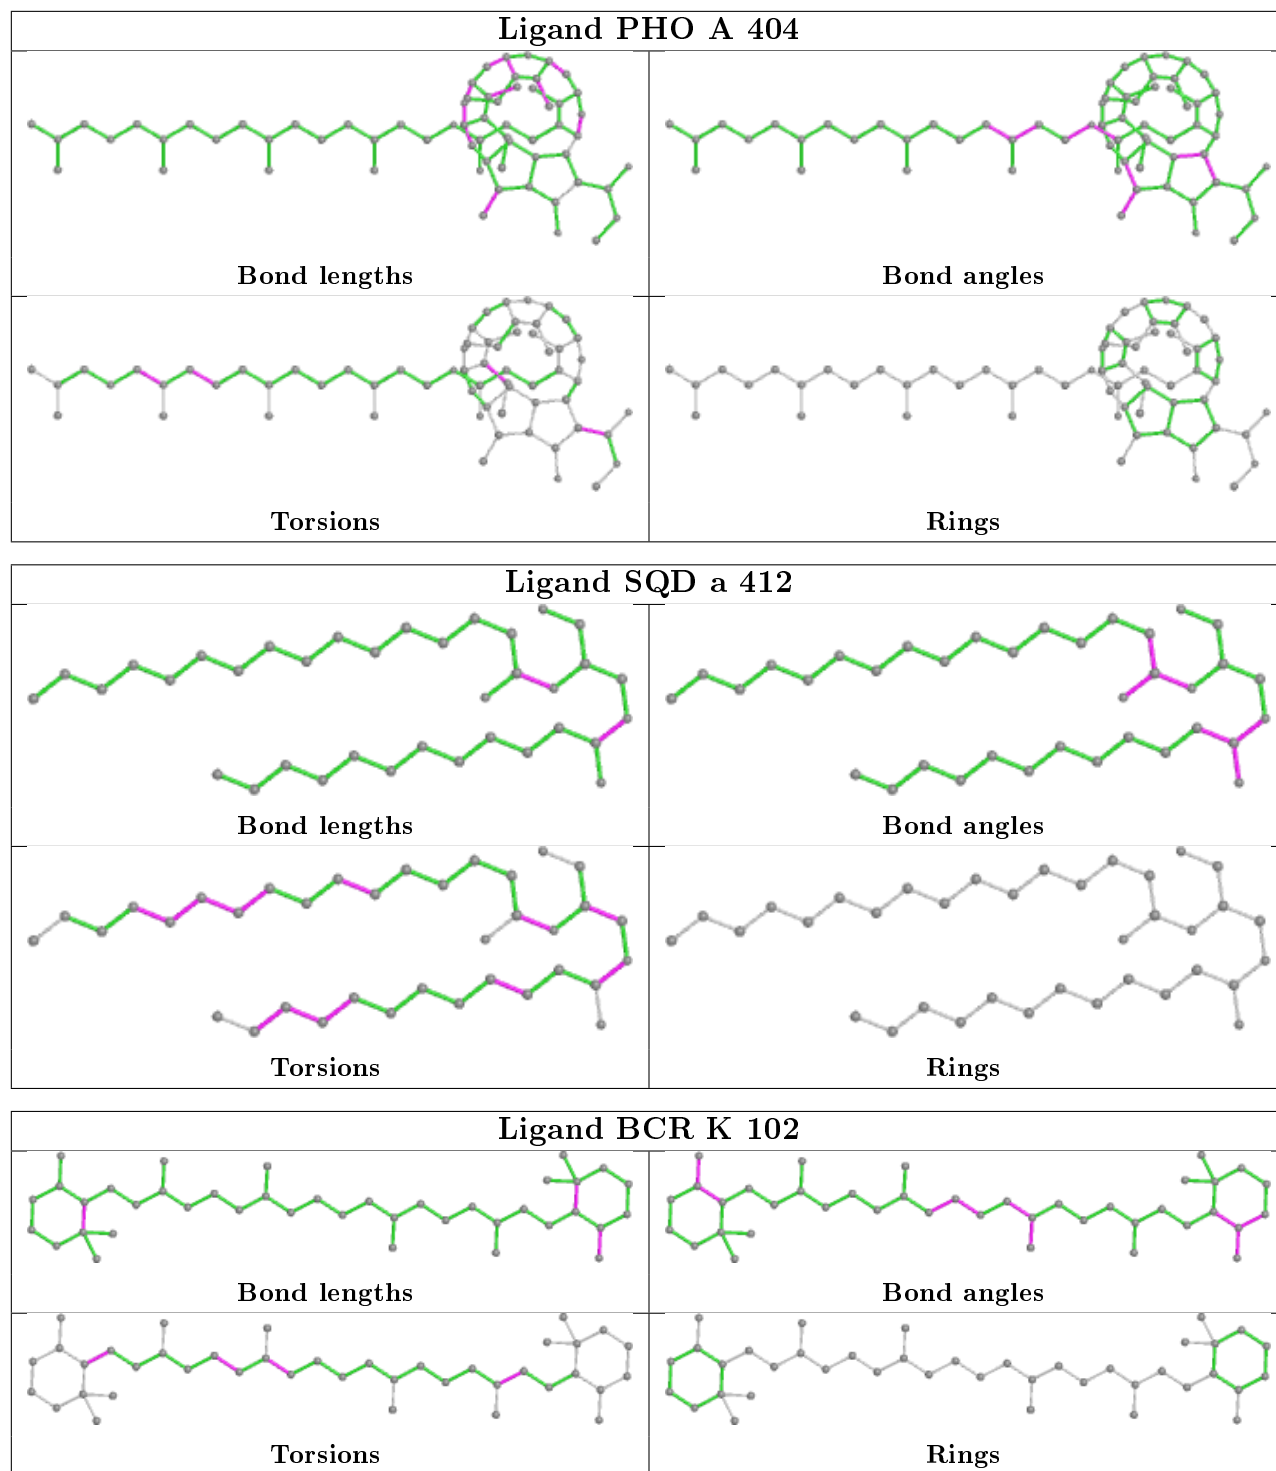 Ligand PHO A 404
Bond lengths
Bond angles
Torsions
Rings
Ligand SQD a 412
Bond lengths
Bond angles
Torsions
Rings
Ligand BCR K 102
Bond lengths
Bond angles
Torsions
Rings